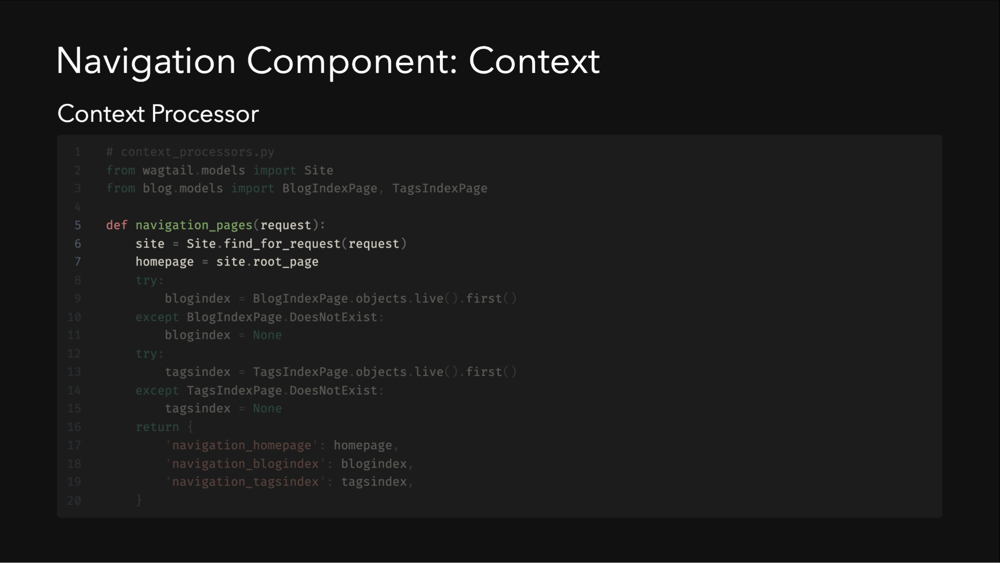 Navigation Component: Context
Context Processor
1 # context_processors.py
2 from wagtail.models import Site
3 from blog.models import BlogIndexPage, TagsIndexPage
4
5 def navigation_pages(request):
6     site = Site.find_for_request(request)
7     homepage = site.root_page
8     try:
9         blogindex = BlogIndexPage.objects.live().first()
10     except BlogIndexPage.DoesNotExist:
11         blogindex = None
12     try:
13         tagsindex = TagsIndexPage.objects.live().first()
14     except TagsIndexPage.DoesNotExist:
15         tagsindex = None
16     return {
17         'navigation_homepage': homepage,
18         'navigation_blogindex': blogindex,
19         'navigation_tagsindex': tagsindex,
20     }